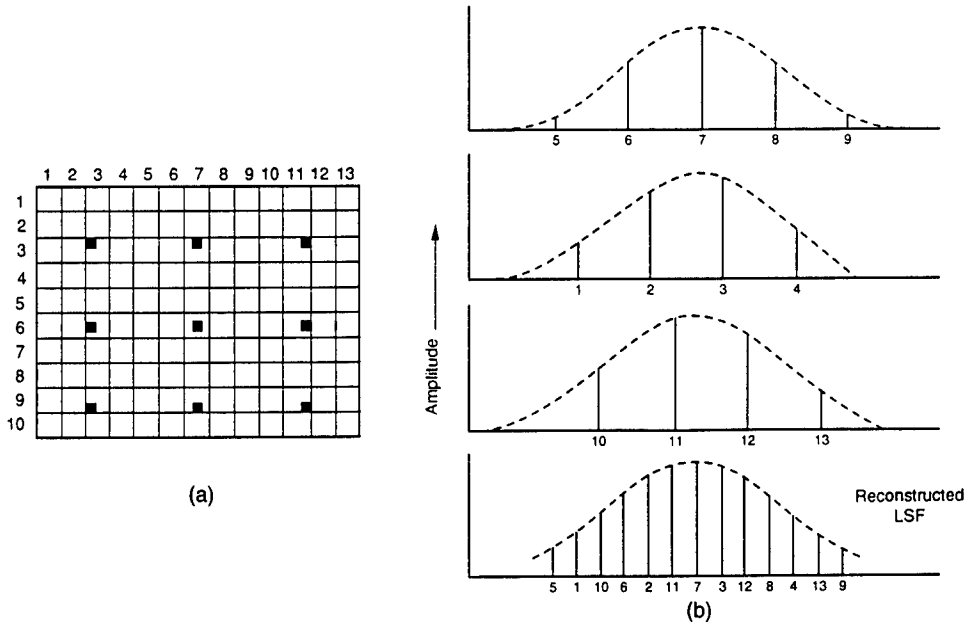 1 2 3 4 5 6 7 8 9 10 11 12 13
1
2
3
4
5
6
7
8
9
10
(a)
Amplitude
5 6 7 8 9
1 2 3 4
10 11 12 13
Reconstructed
LSF
5 1 10 6 2 11 7 3 12 8 4 13 9
(b)